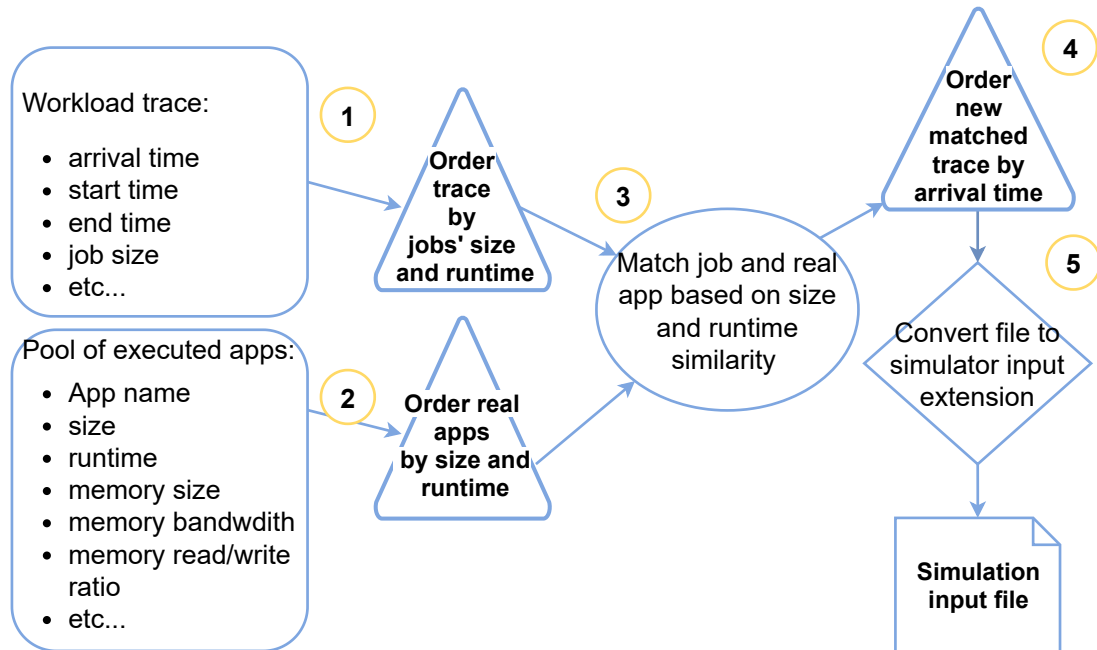 Workload trace:
• arrival time
• start time
• end time
• job size
• etc...
1
Order
trace
by
jobs' size
and runtime
Pool of executed apps:
• App name
• size
• runtime
• memory size
• memory bandwdith
• memory read/write
ratio
• etc...
2
Order real
apps
by size and
runtime
3
Match job and real
app based on size
and runtime
similarity
4
Order
new
matched
trace by
arrival time
5
Convert file to
simulator input
extension
Simulation
input file